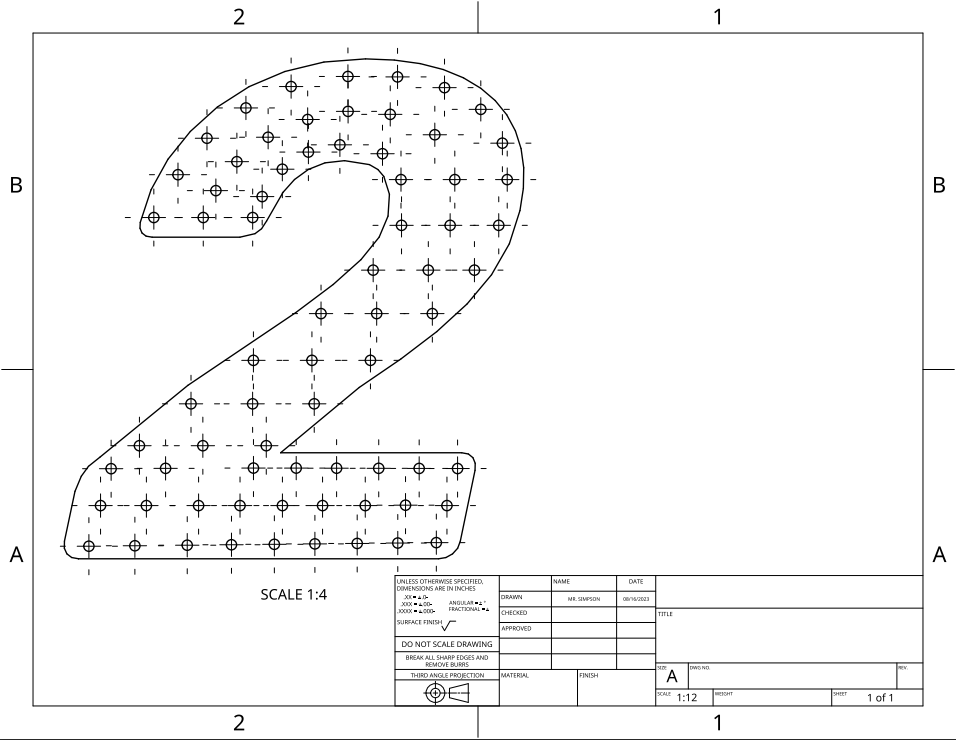 2 1
B B
A A
SCALE 1:4
UNLESS OTHERWISE SPECIFIED,
DIMENSIONS ARE IN INCHES
.XX = ±.0-
.XXX = ±.00-
.XXXX = ±.000-
ANGULAR = ± °
FRACTIONAL = ±
SURFACE FINISH
DO NOT SCALE DRAWING
BREAK ALL SHARP EDGES AND
REMOVE BURRS
THIRD ANGLE PROJECTION
NAME DATE
DRAWN MR. SIMPSON 08/16/2023
CHECKED
APPROVED
MATERIAL FINISH
TITLE
SIZE A DWG NO. REV.
SCALE 1:12 WEIGHT SHEET 1 of 1
2 1